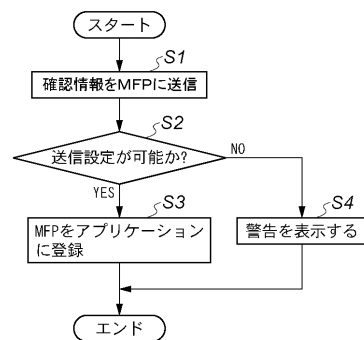 スタート
S1
確認情報をMFPに送信
S2
送信設定が可能か?
NO
YES
S3
S4
MFPをアプリケーション
に登録
警告を表示する
エンド